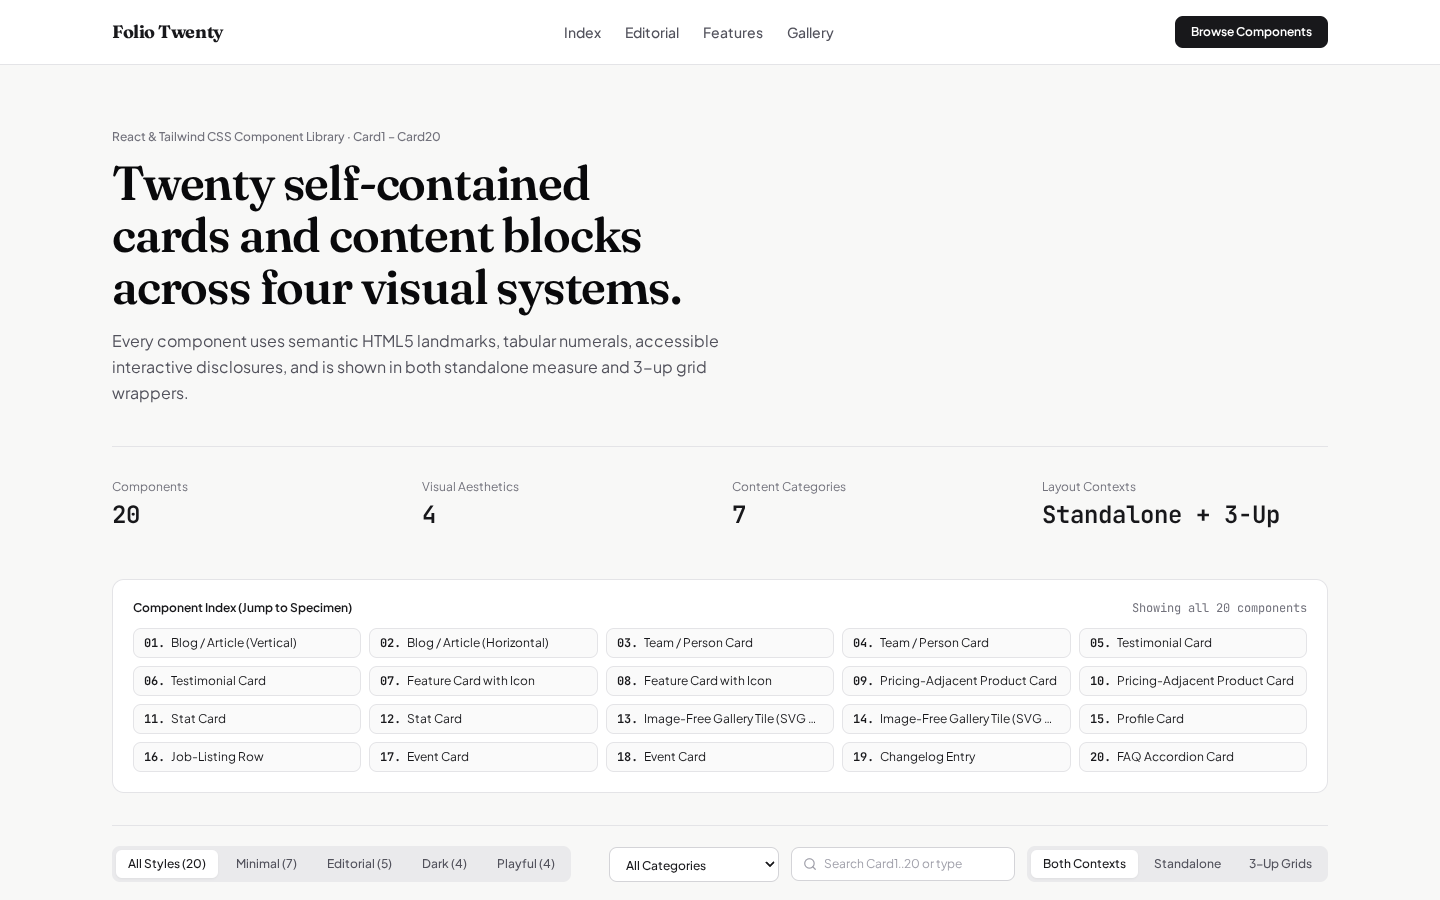 Folio Twenty
Index
Editorial
Features
Gallery
Browse Components
React & Tailwind CSS Component Library · Card1 – Card20
Twenty self-contained
cards and content blocks
across four visual systems.
Every component uses semantic HTML5 landmarks, tabular numerals, accessible
interactive disclosures, and is shown in both standalone measure and 3-up grid
wrappers.
Components
20
Visual Aesthetics
4
Content Categories
7
Layout Contexts
Standalone + 3-Up
Component Index (Jump to Specimen)
Showing all 20 components
01. Blog / Article (Vertical)
02. Blog / Article (Horizontal)
03. Team / Person Card
04. Team / Person Card
05. Testimonial Card
06. Testimonial Card
07. Feature Card with Icon
08. Feature Card with Icon
09. Pricing-Adjacent Product Card
10. Pricing-Adjacent Product Card
11. Stat Card
12. Stat Card
13. Image-Free Gallery Tile (SVG ...
14. Image-Free Gallery Tile (SVG ...
15. Profile Card
16. Job-Listing Row
17. Event Card
18. Event Card
19. Changelog Entry
20. FAQ Accordion Card
All Styles (20)
Minimal (7)
Editorial (5)
Dark (4)
Playful (4)
All Categories
Search Card1..20 or type
Both Contexts
Standalone
3-Up Grids